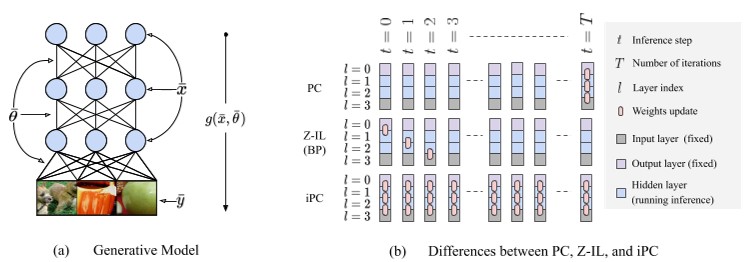 θ̄
x̄
ȳ
g(x̄, θ̄)
(a) Generative Model
t = 0
t = 1
t = 2
t = 3
t = T
PC
l = 0
l = 1
l = 2
l = 3
Z-IL
(BP)
l = 0
l = 1
l = 2
l = 3
iPC
l = 0
l = 1
l = 2
l = 3
(b) Differences between PC, Z-IL, and iPC
t Inference step
T Number of iterations
l Layer index
Weights update
Input layer (fixed)
Output layer (fixed)
Hidden layer
(running inference)